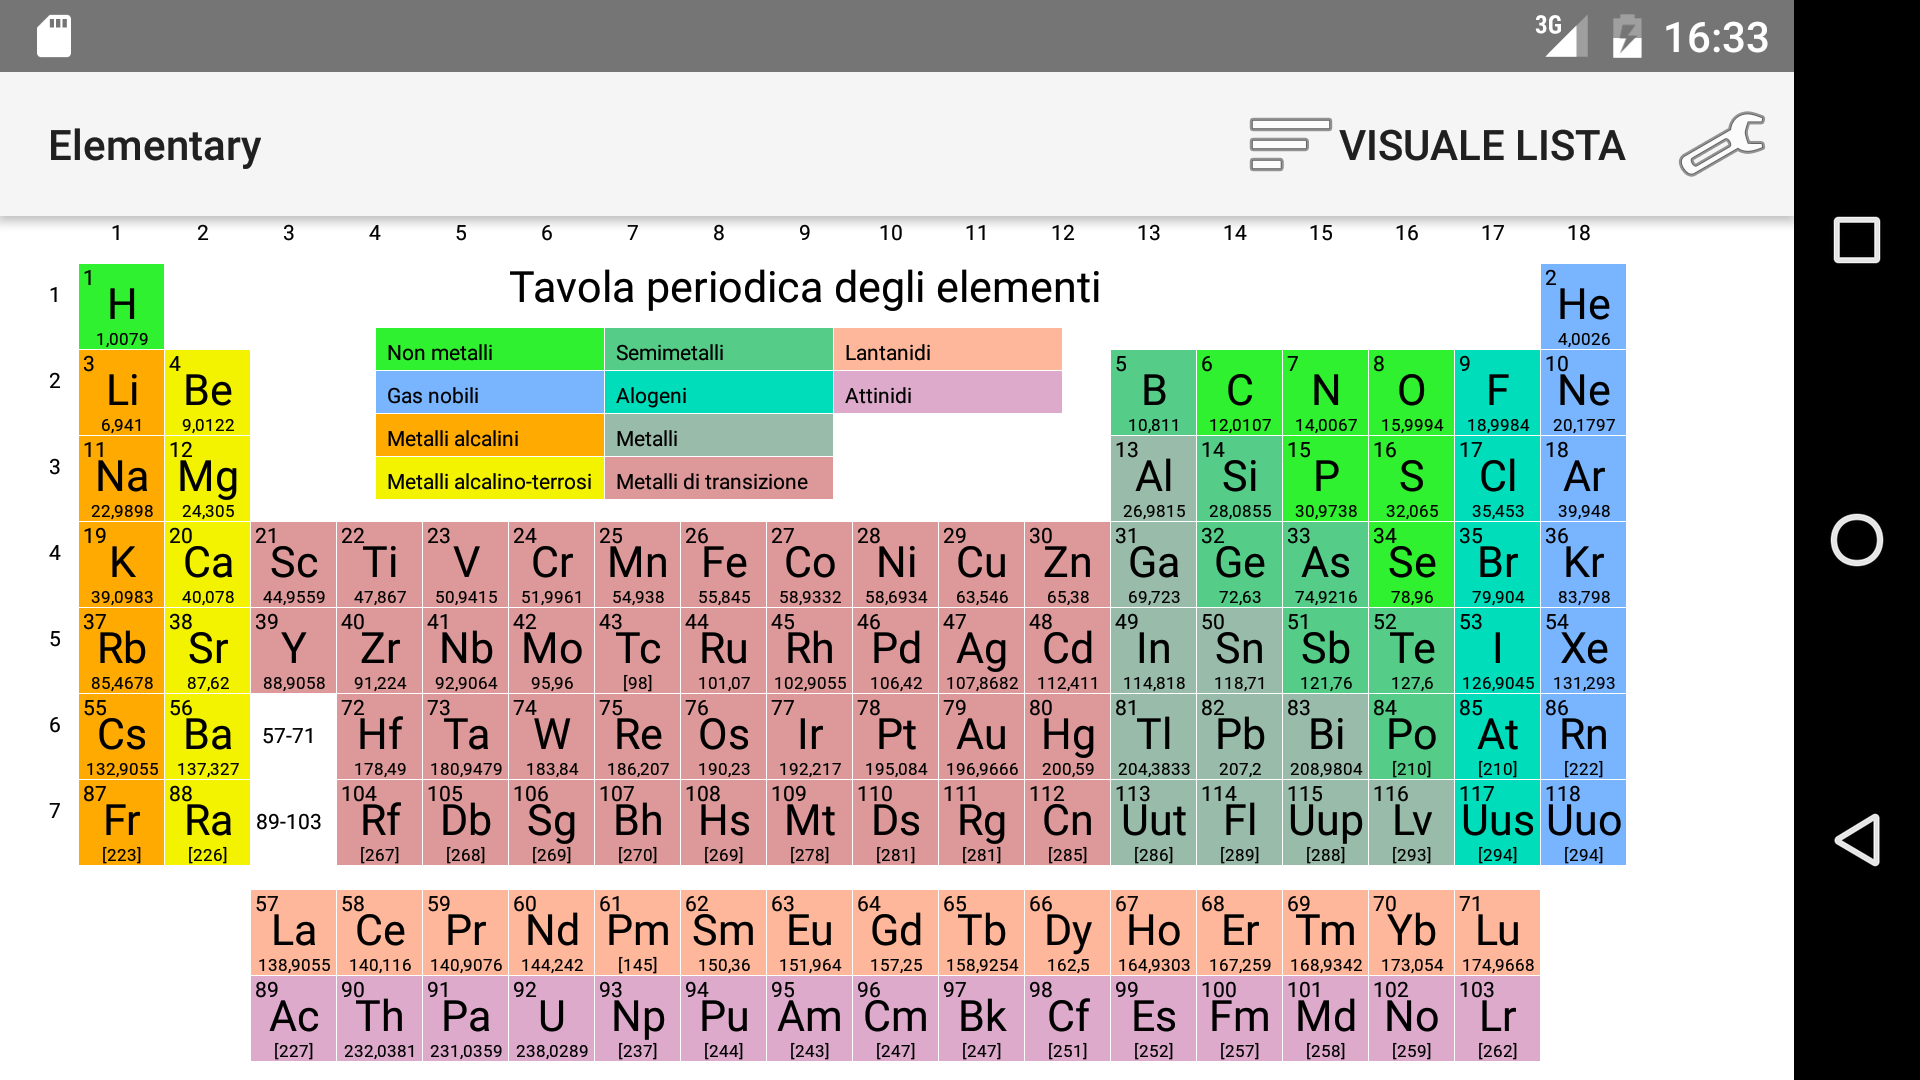 3G 16:33
Elementary VISUALE LISTA
1 2 3 4 5 6 7 8 9 10 11 12 13 14 15 16 17 18
Tavola periodica degli elementi
Non metalli Semimetalli Lantanidi
Gas nobili Alogeni Attinidi
Metalli alcalini Metalli
Metalli alcalino-terrosi Metalli di transizione
1 2
1 H He
1,0079 4,0026
3 4 5 6 7 8 9 10
2 Li Be B C N O F Ne
6,941 9,0122 10,811 12,0107 14,0067 15,9994 18,9984 20,1797
11 12 13 14 15 16 17 18
3 Na Mg Al Si P S Cl Ar
22,9898 24,305 26,9815 28,0855 30,9738 32,065 35,453 39,948
19 20 21 22 23 24 25 26 27 28 29 30 31 32 33 34 35 36
4 K Ca Sc Ti V Cr Mn Fe Co Ni Cu Zn Ga Ge As Se Br Kr
39,0983 40,078 44,9559 47,867 50,9415 51,9961 54,938 55,845 58,9332 58,6934 63,546 65,38 69,723 72,63 74,9216 78,96 79,904 83,798
37 38 39 40 41 42 43 44 45 46 47 48 49 50 51 52 53 54
5 Rb Sr Y Zr Nb Mo Tc Ru Rh Pd Ag Cd In Sn Sb Te I Xe
85,4678 87,62 88,9058 91,224 92,9064 95,96 [98] 101,07 102,9055 106,42 107,8682 112,411 114,818 118,71 121,76 127,6 126,9045 131,293
55 56 72 73 74 75 76 77 78 79 80 81 82 83 84 85 86
6 Cs Ba 57-71 Hf Ta W Re Os Ir Pt Au Hg Tl Pb Bi Po At Rn
132,9055 137,327 178,49 180,9479 183,84 186,207 190,23 192,217 195,084 196,9666 200,59 204,3833 207,2 208,9804 [210] [210] [222]
87 88 104 105 106 107 108 109 110 111 112 113 114 115 116 117 118
7 Fr Ra 89-103 Rf Db Sg Bh Hs Mt Ds Rg Cn Uut Fl Uup Lv Uus Uuo
[223] [226] [267] [268] [269] [270] [269] [278] [281] [281] [285] [286] [289] [288] [293] [294] [294]
57 58 59 60 61 62 63 64 65 66 67 68 69 70 71
La Ce Pr Nd Pm Sm Eu Gd Tb Dy Ho Er Tm Yb Lu
138,9055 140,116 140,9076 144,242 [145] 150,36 151,964 157,25 158,9254 162,5 164,9303 167,259 168,9342 173,054 174,9668
89 90 91 92 93 94 95 96 97 98 99 100 101 102 103
Ac Th Pa U Np Pu Am Cm Bk Cf Es Fm Md No Lr
[227] 232,0381 231,0359 238,0289 [237] [244] [243] [247] [247] [251] [252] [257] [258] [259] [262]